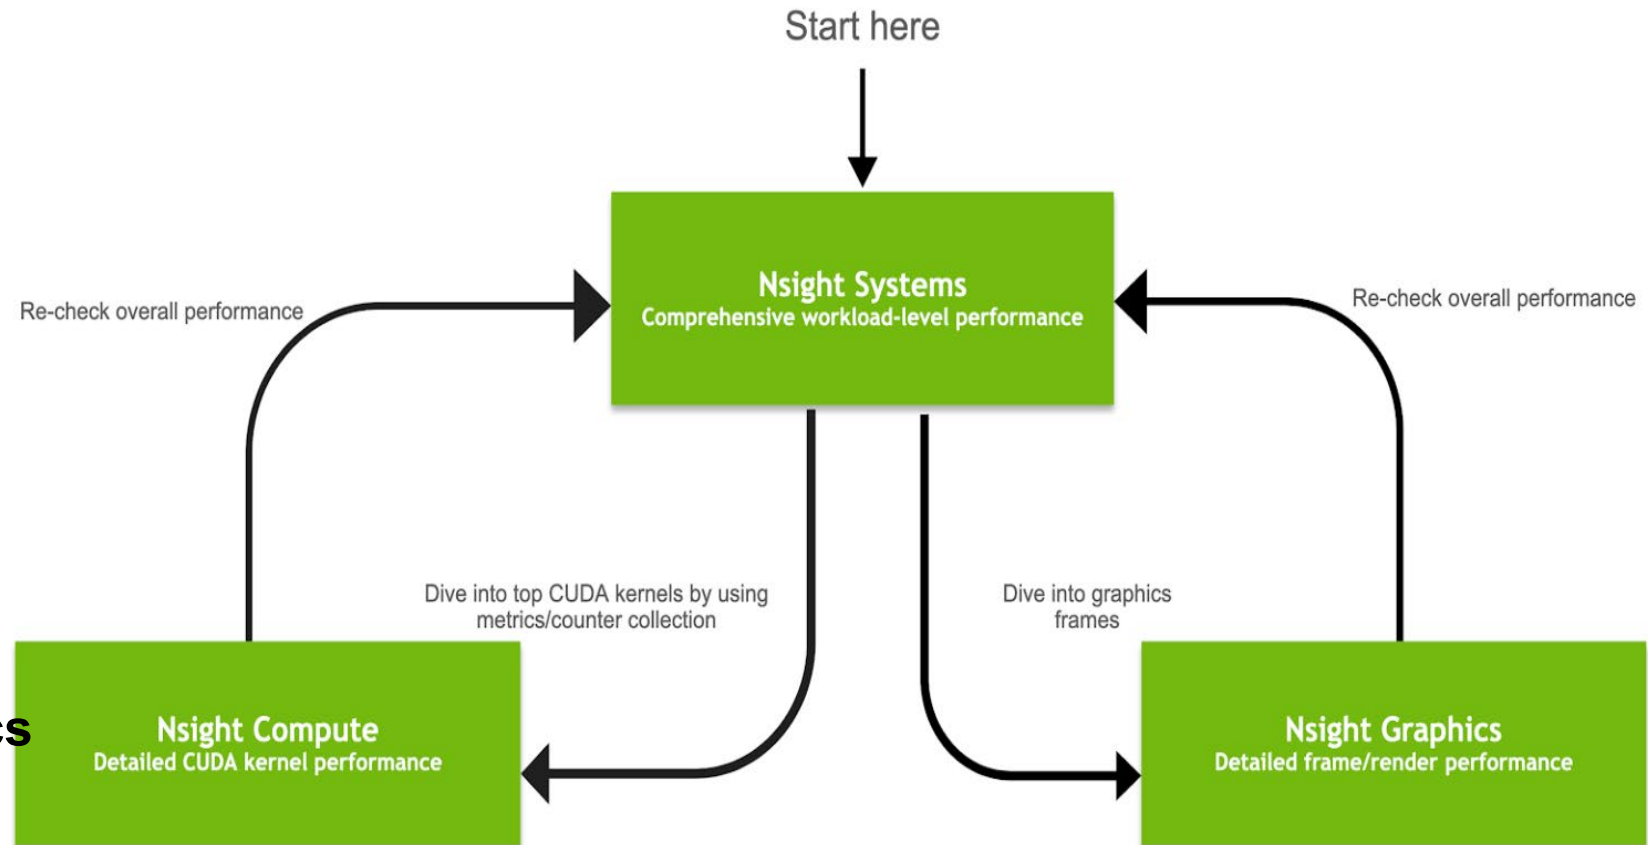 Start here
Nsight Systems
Comprehensive workload-level performance
Re-check overall performance
Re-check overall performance
Dive into top CUDA kernels by using
metrics/counter collection
Dive into graphics
frames
cs
Nsight Compute
Detailed CUDA kernel performance
Nsight Graphics
Detailed frame/render performance